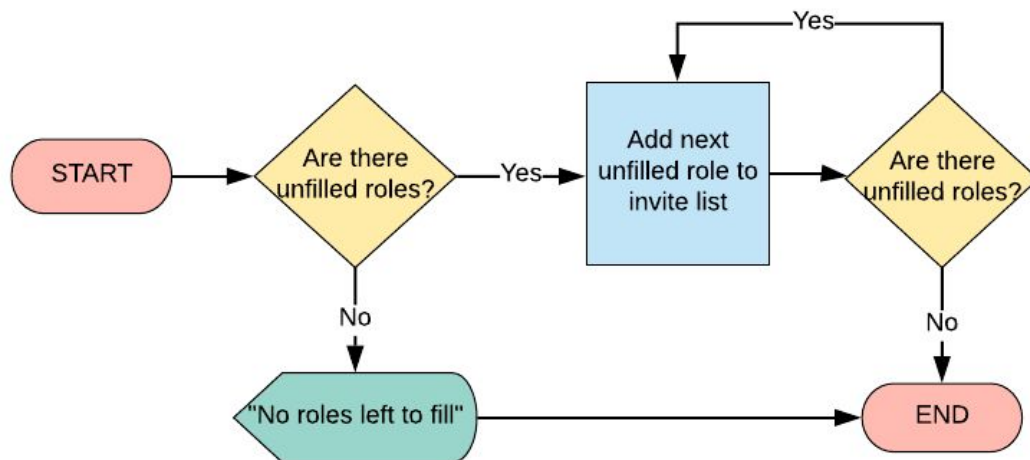 Yes
START
Are there
unfilled roles?
Yes
Add next
unfilled role to
invite list
Are there
unfilled roles?
No
No
"No roles left to fill"
END